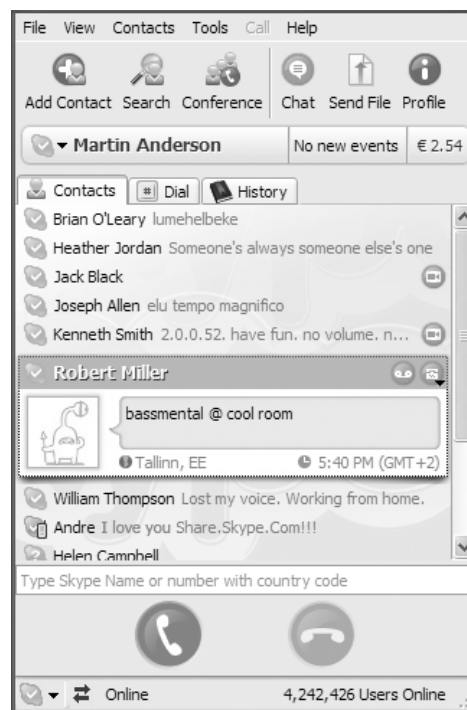 File View Contacts Tools Call Help
Add Contact Search Conference Chat Send File Profile
Martin Anderson No new events € 2.54
Contacts Dial History
Brian O'Leary lumehelbeke
Heather Jordan Someone's always someone else's one
Jack Black
Joseph Allen elu tempo magnifico
Kenneth Smith 2.0.0.52. have fun. no volume. n...
Robert Miller
bassmental @ cool room
Tallinn, EE 5:40 PM (GMT+2)
William Thompson Lost my voice. Working from home.
Andre I love you Share.Skype.Com!!!
Helen Campbell
Type Skype Name or number with country code
Online 4,242,426 Users Online